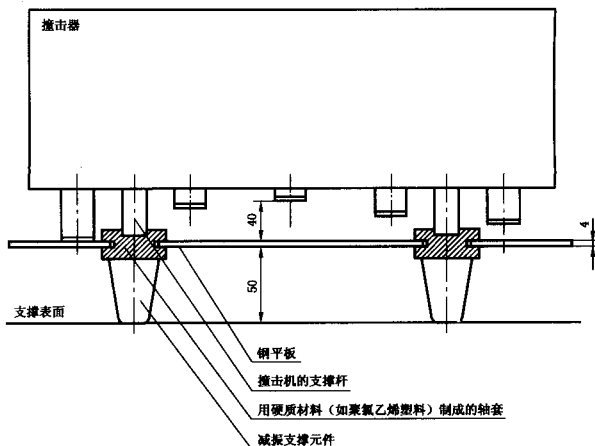 撞击器
40
4
50
支撑表面
钢平板
撞击机的支撑杆
用硬质材料（如聚氯乙烯塑料）制成的轴套
减振支撑元件